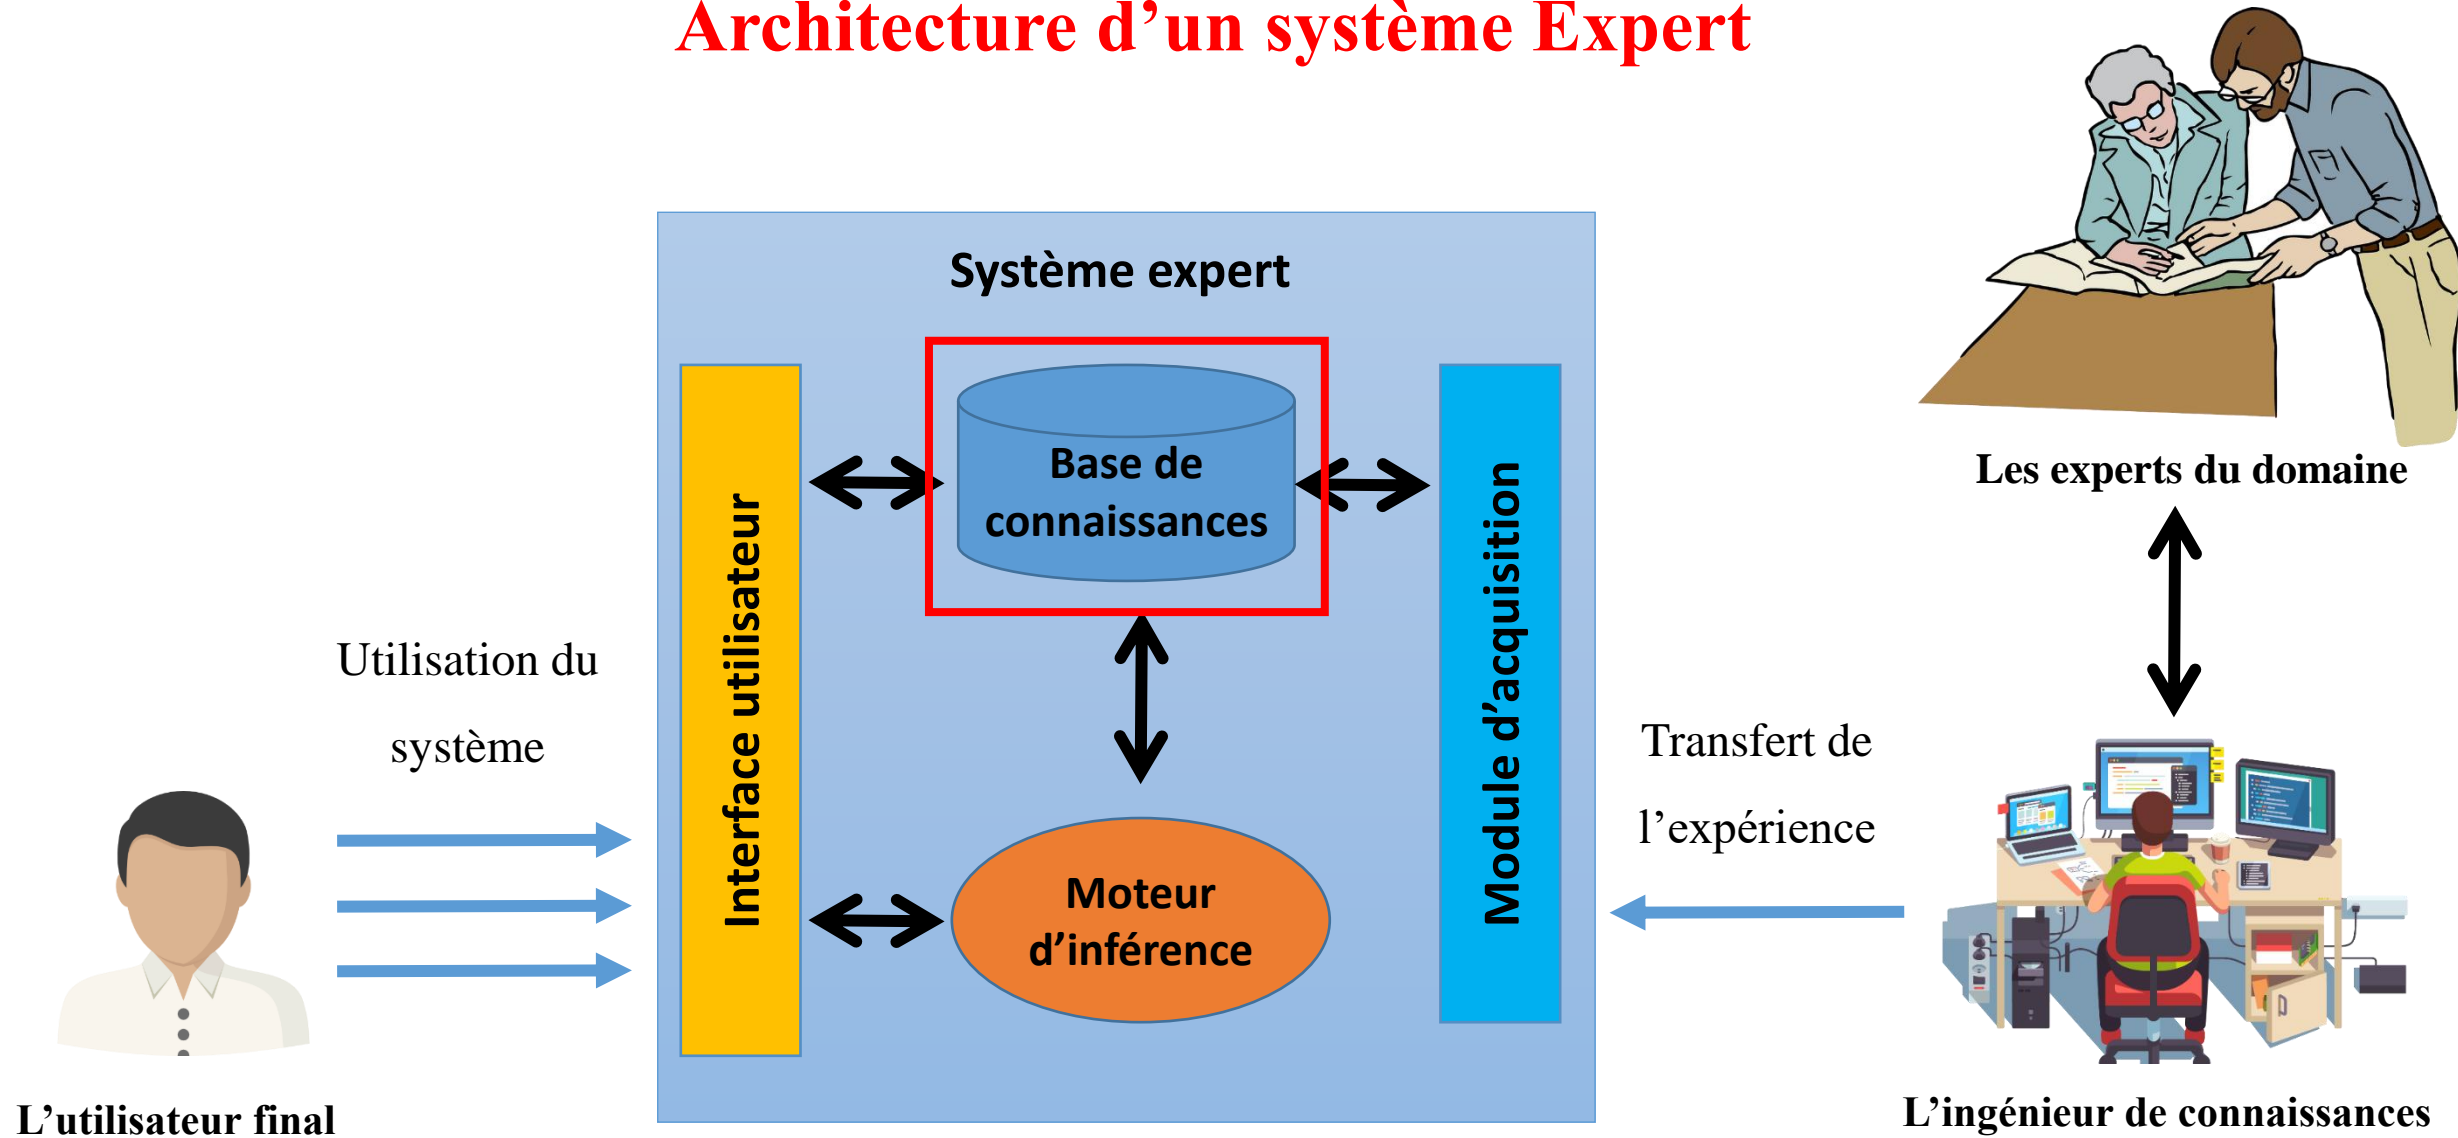 Architecture d’un système Expert
Système expert
Interface utilisateur
Base de
connaissances
Moteur
d’inférence
Module d’acquisition
Utilisation du
système
L’utilisateur final
Les experts du domaine
Transfert de
l’expérience
L’ingénieur de connaissances